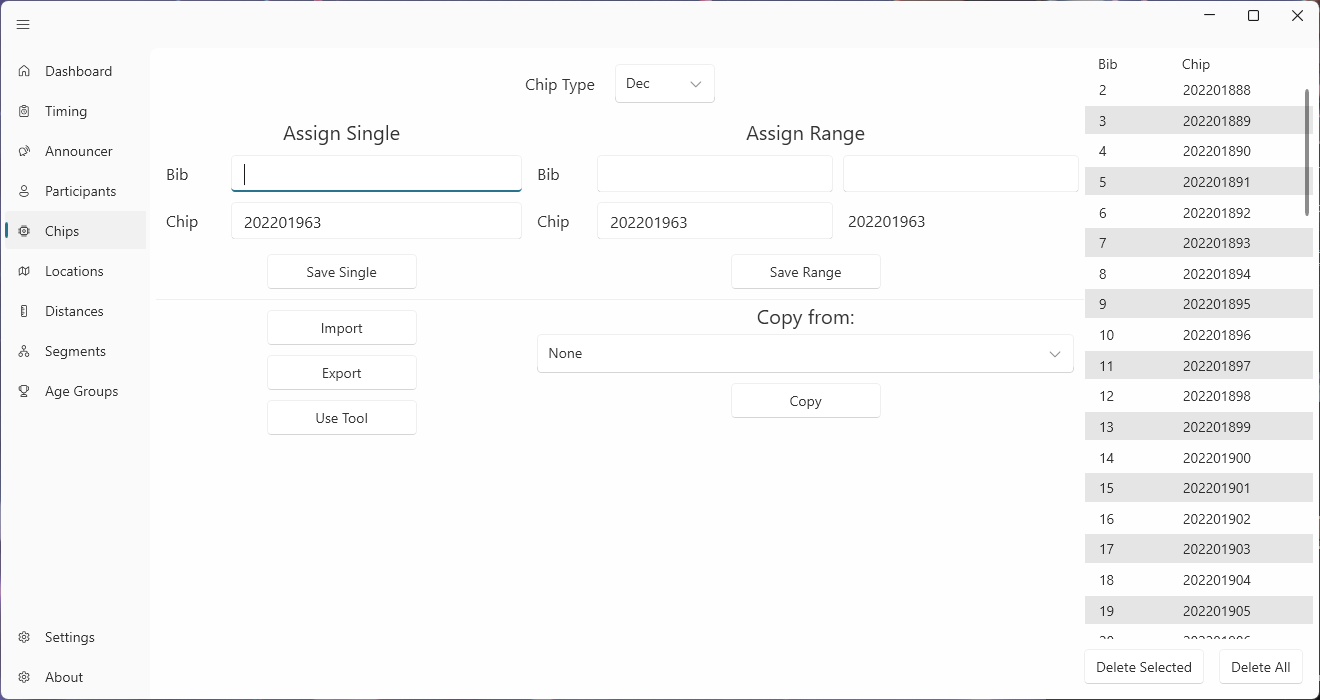 Dashboard
Timing
Announcer
Participants
Chips
Locations
Distances
Segments
Age Groups
Settings
About
Chip Type Dec
Assign Single
Bib
Chip 202201963
Save Single
Assign Range
Bib
Chip 202201963 202201963
Save Range
Import
Export
Use Tool
Copy from:
None
Copy
Bib Chip
2 202201888
3 202201889
4 202201890
5 202201891
6 202201892
7 202201893
8 202201894
9 202201895
10 202201896
11 202201897
12 202201898
13 202201899
14 202201900
15 202201901
16 202201902
17 202201903
18 202201904
19 202201905
Delete Selected Delete All